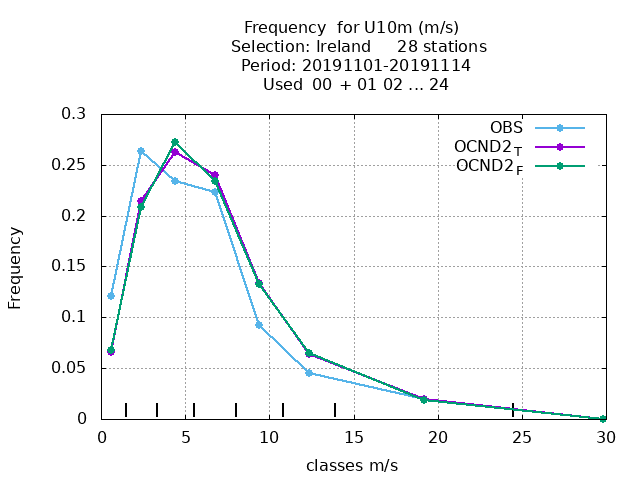 Frequency  for U10m (m/s)
Selection: Ireland     28 stations
Period: 20191101-20191114
Used  00 + 01 02 ... 24
OBS
OCND2 T
OCND2 F
Frequency
0.3
0.25
0.2
0.15
0.1
0.05
0
0 5 10 15 20 25 30
classes m/s